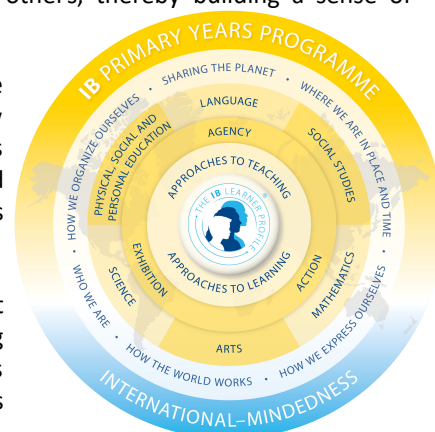 others, thereby building a sense of
IB PRIMARY YEARS PROGRAMME
SHARING THE PLANET • WHERE WE ARE IN PLACE AND TIME • HOW WE EXPRESS OURSELVES • HOW THE WORLD WORKS • WHO WE ARE • HOW WE ORGANIZE OURSELVES •
LANGUAGE
SOCIAL STUDIES
MATHEMATICS
ARTS
SCIENCE
PHYSICAL, SOCIAL AND
PERSONAL EDUCATION
AGENCY
ACTION
EXHIBITION
APPROACHES TO TEACHING
APPROACHES TO LEARNING
THE IB LEARNER PROFILE
INTERNATIONAL–MINDEDNESS